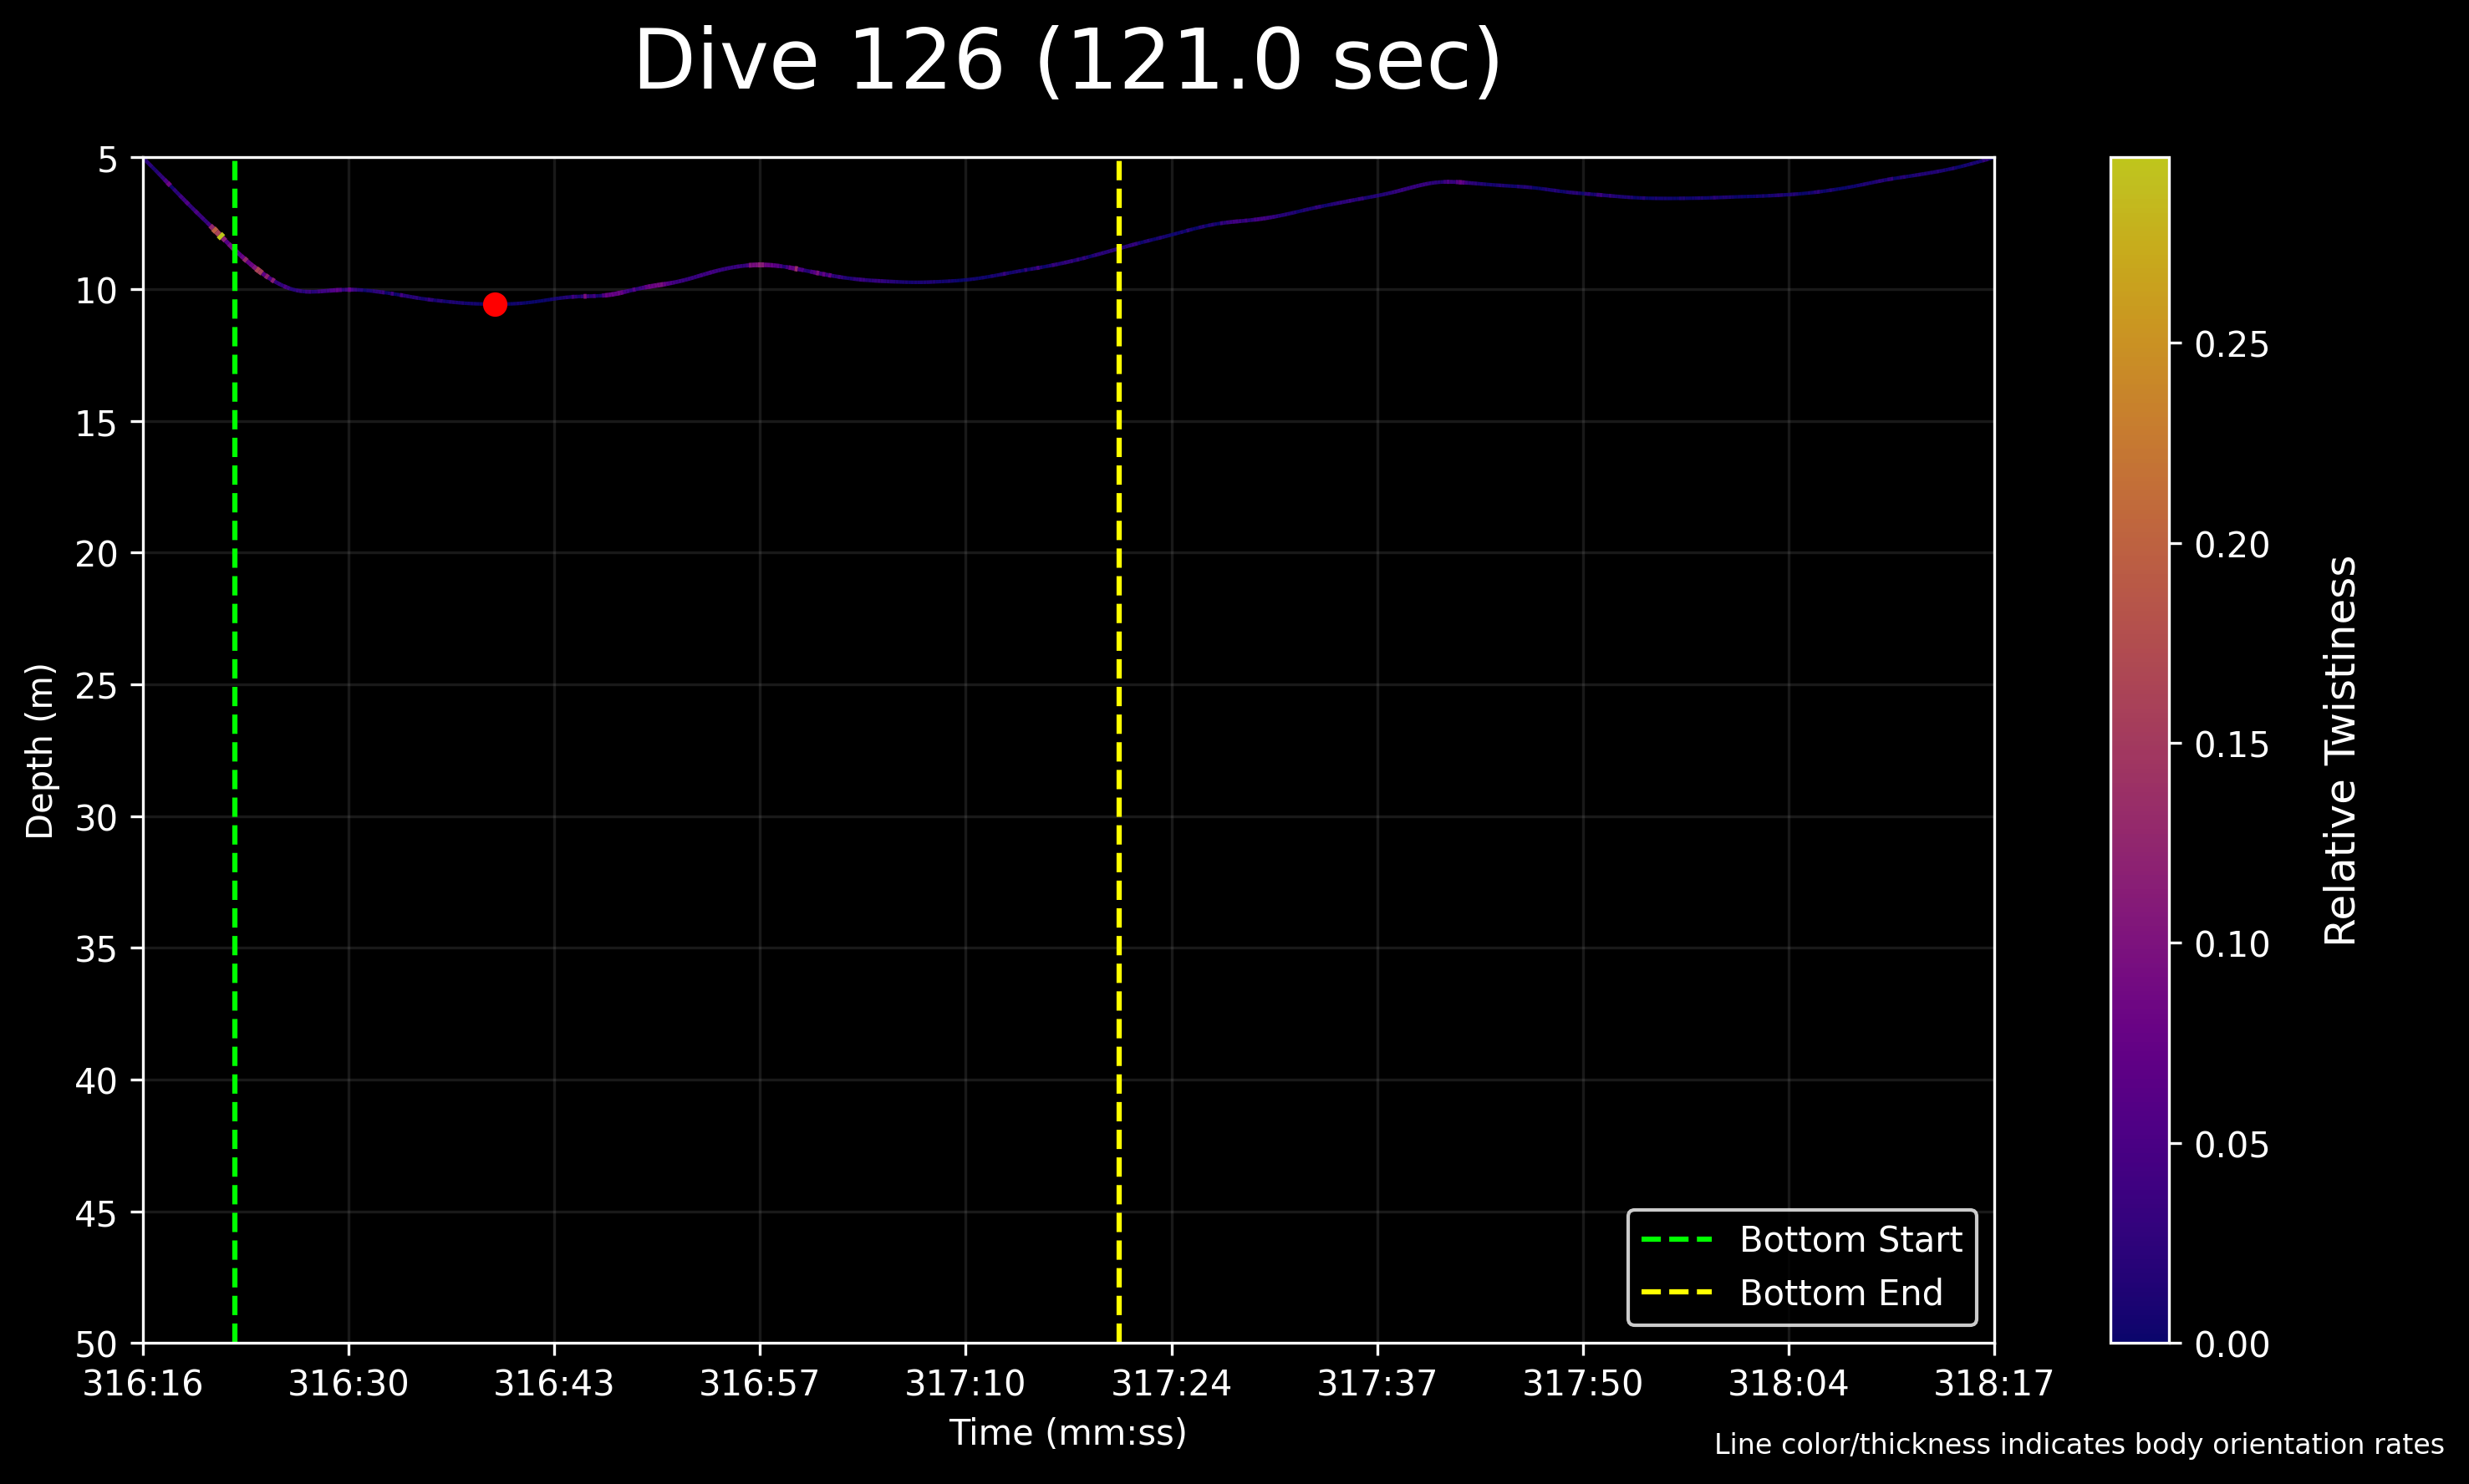 Dive 126 (121.0 sec)
5
10
15
20
25
30
35
40
45
50
Depth (m)
316:16 316:30 316:43 316:57 317:10 317:24 317:37 317:50 318:04 318:17
Time (mm:ss)
Bottom Start
Bottom End
0.25
0.20
0.15
0.10
0.05
0.00
Relative Twistiness
Line color/thickness indicates body orientation rates